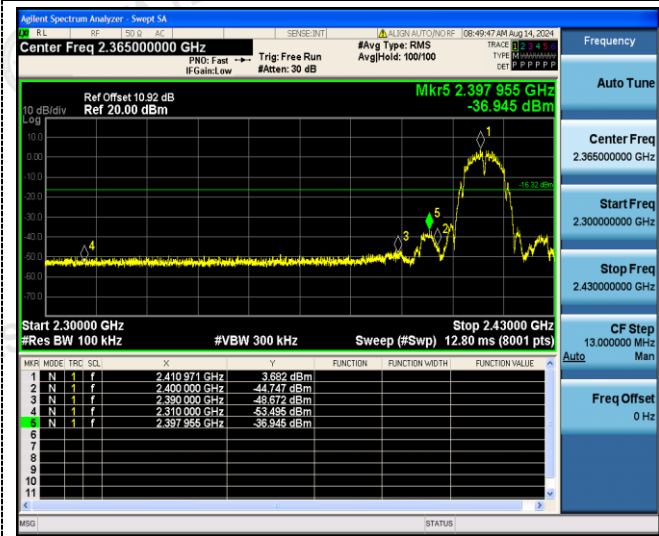 Agilent Spectrum Analyzer - Swept SA
RL RF 50 Ω AC SENSE:INT ALIGN AUTO/NO RF 08:49:47 AM Aug 14, 2024
Center Freq 2.365000000 GHz
PNO: Fast
IFGain:Low
Trig: Free Run
#Atten: 30 dB
#Avg Type: RMS
Avg|Hold: 100/100
TRACE 1 2 3 4 5 6
TYPE M
DET P P P P P P
Ref Offset 10.92 dB
10 dB/div Ref 20.00 dBm
Log
Mkr5 2.397 955 GHz
-36.945 dBm
10.0
0.00
-10.0
-20.0
-30.0
-40.0
-50.0
-60.0
-70.0
-16.32 dBm
1
2
3
4
5
Start 2.30000 GHz Stop 2.43000 GHz
#Res BW 100 kHz #VBW 300 kHz Sweep (#Swp) 12.80 ms (8001 pts)
MKR MODE TRC SCL X Y FUNCTION FUNCTION WIDTH FUNCTION VALUE
1 N 1 f 2.410 971 GHz 3.682 dBm
2 N 1 f 2.400 000 GHz -44.747 dBm
3 N 1 f 2.390 000 GHz -48.672 dBm
4 N 1 f 2.310 000 GHz -53.495 dBm
5 N 1 f 2.397 955 GHz -36.945 dBm
6
7
8
9
10
11
MSG STATUS
Frequency
Auto Tune
Center Freq
2.365000000 GHz
Start Freq
2.300000000 GHz
Stop Freq
2.430000000 GHz
CF Step
13.000000 MHz
Auto Man
Freq Offset
0 Hz